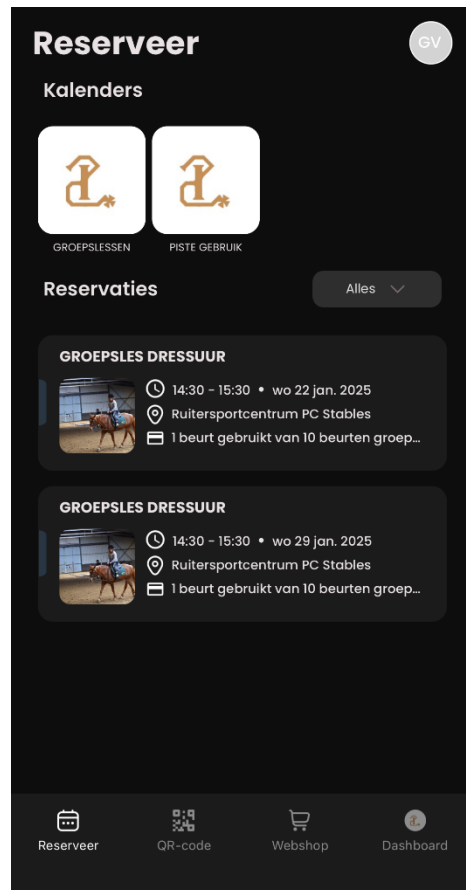 Reserveer
GV
Kalenders
GROEPSLESSEN
PISTE GEBRUIK
Reservaties
Alles
GROEPSLES DRESSUUR
14:30 - 15:30 • wo 22 jan. 2025
Ruitersportcentrum PC Stables
1 beurt gebruikt van 10 beurten groep...
GROEPSLES DRESSUUR
14:30 - 15:30 • wo 29 jan. 2025
Ruitersportcentrum PC Stables
1 beurt gebruikt van 10 beurten groep...
Reserveer
QR-code
Webshop
Dashboard